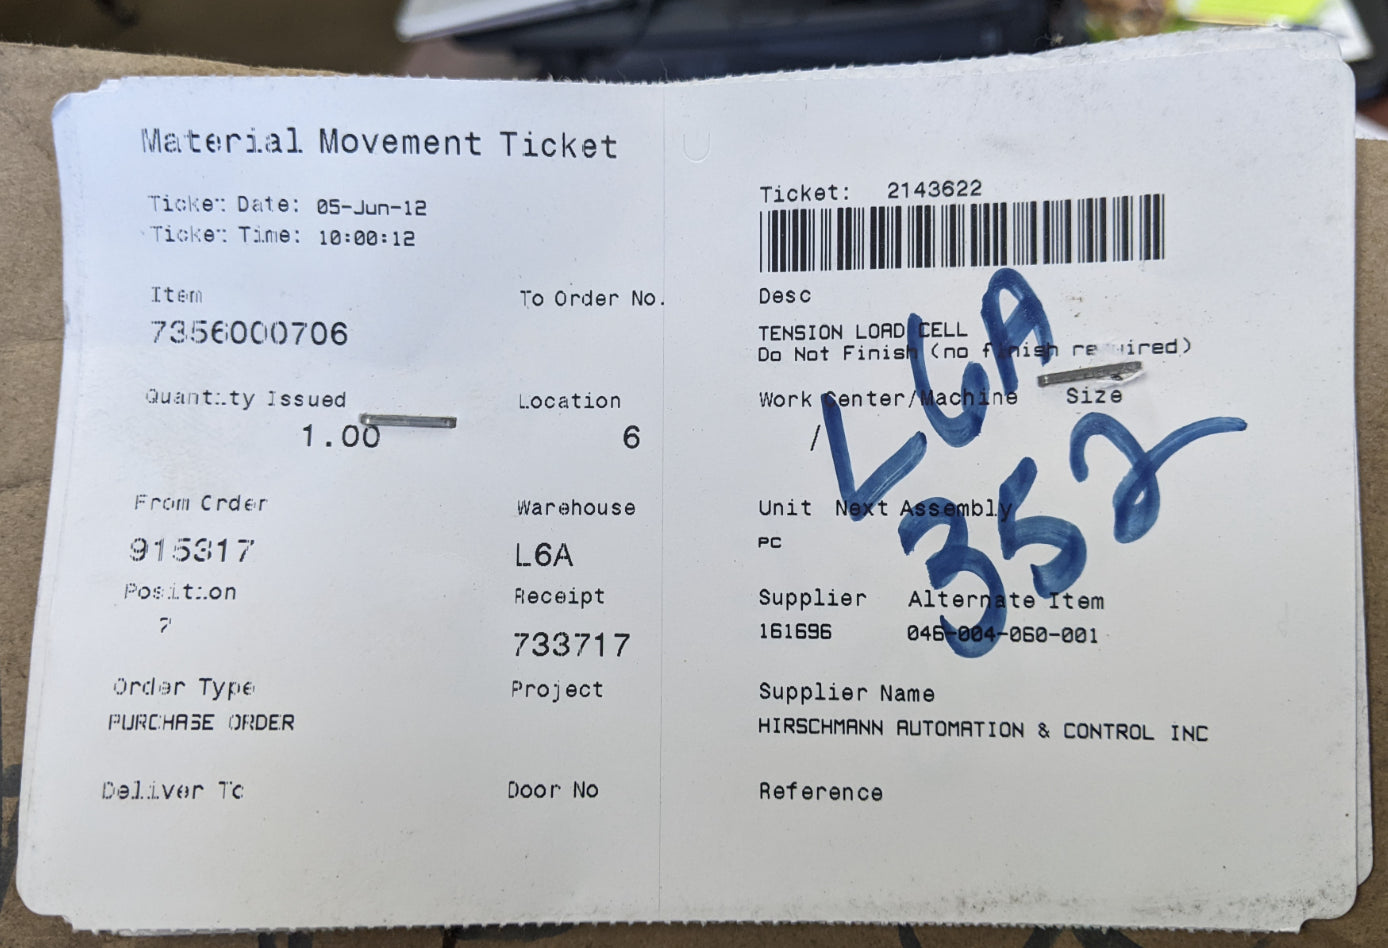 Material Movement Ticket
Ticket Date: 05-Jun-12
Ticket Time: 10:00:12
Item
7356000706
To Order No.
Quantity Issued
1.00
Location
6
From Order
915317
Warehouse
L6A
Position
7
Receipt
733717
Order Type
PURCHASE ORDER
Project
Deliver To
Door No
Ticket: 2143622
Desc
TENSION LOAD CELL
Do Not Finish (no finish required)
Work Center/Machine Size
/
Unit Next Assembly
PC
Supplier Alternate Item
161696 046-004-060-001
Supplier Name
HIRSCHMANN AUTOMATION & CONTROL INC
Reference
L6A
352